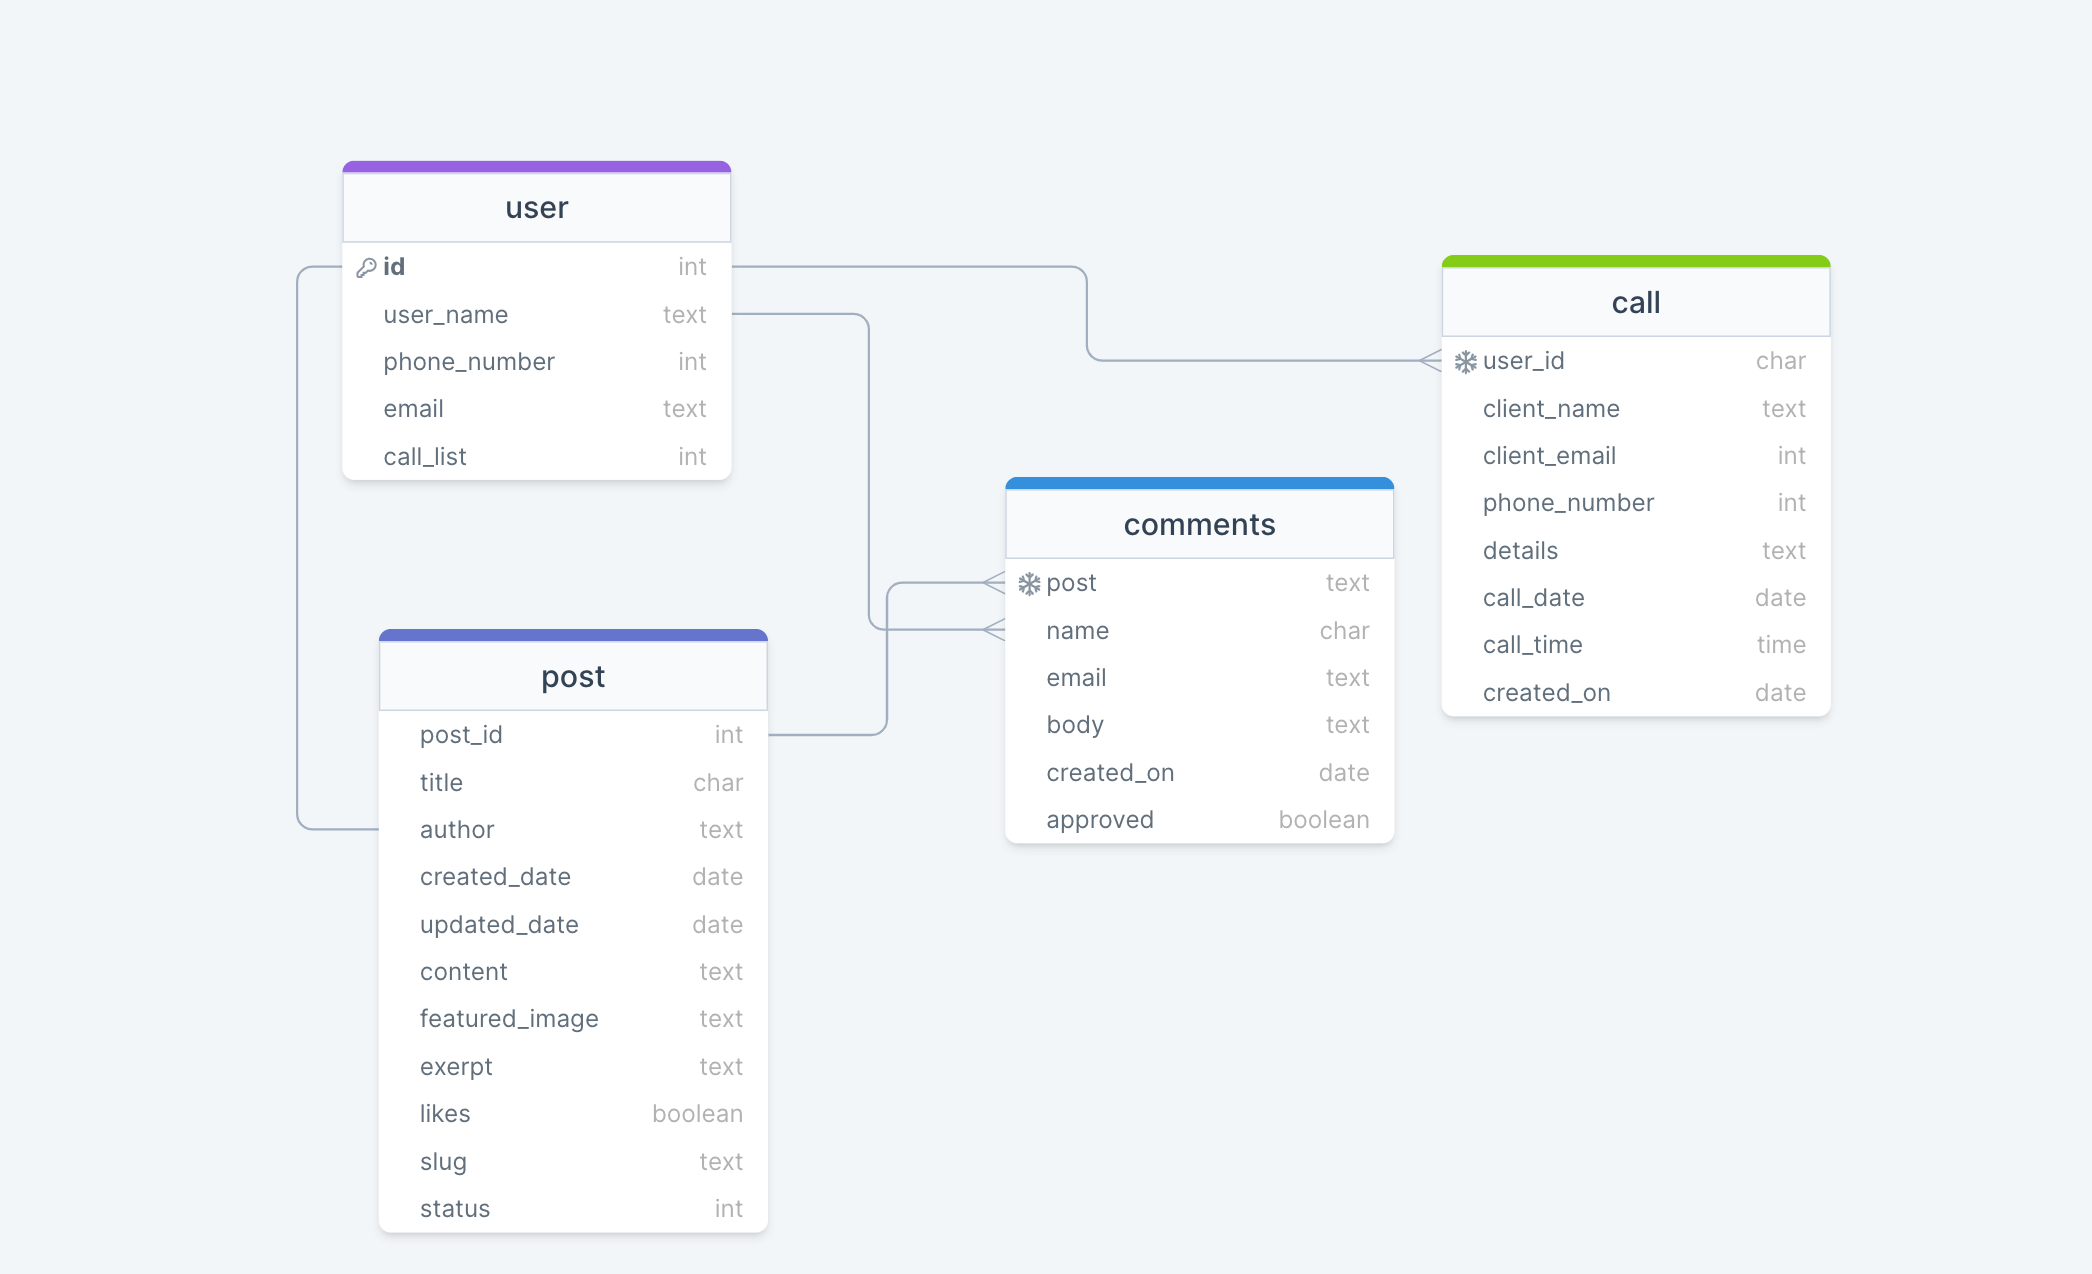 user
id int
user_name text
phone_number int
email text
call_list int
call
user_id char
client_name text
client_email int
phone_number int
details text
call_date date
call_time time
created_on date
comments
post text
name char
email text
body text
created_on date
approved boolean
post
post_id int
title char
author text
created_date date
updated_date date
content text
featured_image text
exerpt text
likes boolean
slug text
status int